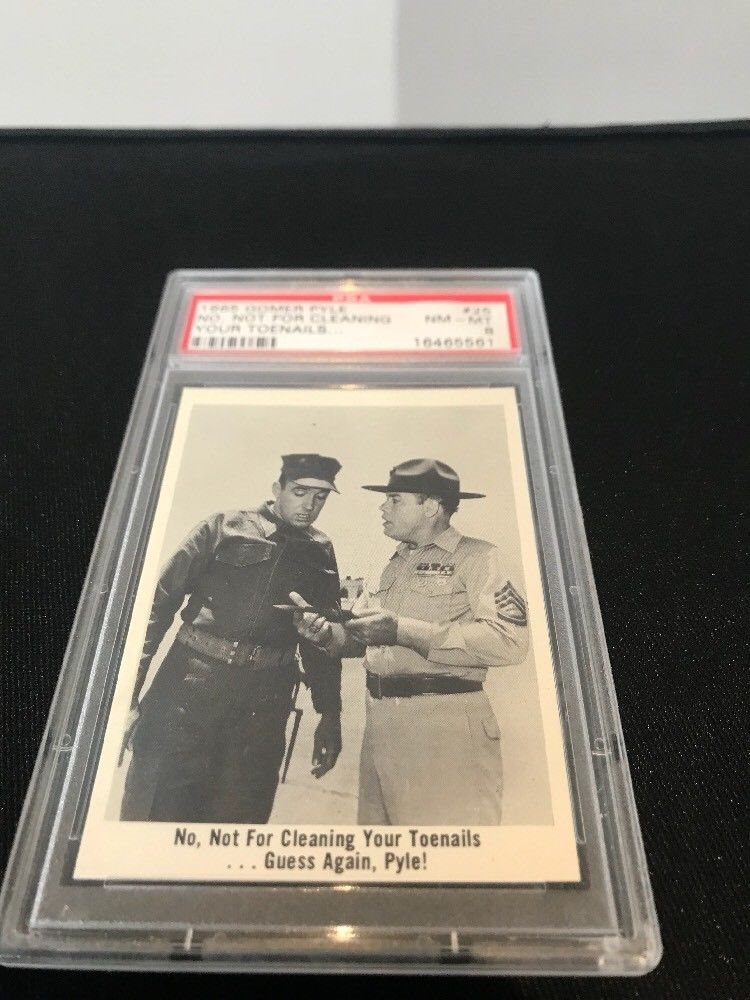 PSA
1965 GOMER PYLE #25
NO, NOT FOR CLEANING NM-MT
YOUR TOENAILS... 8
16465561
No, Not For Cleaning Your Toenails
. . . Guess Again, Pyle!